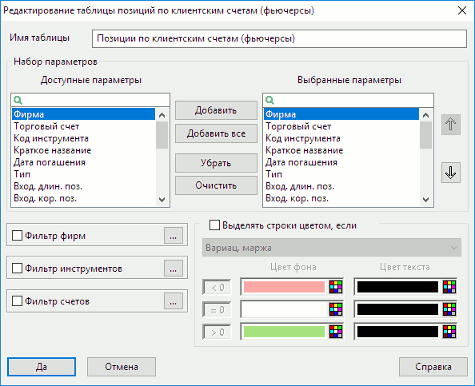 Редактирование таблицы позиций по клиентским счетам (фьючерсы)
Имя таблицы
Позиции по клиентским счетам (фьючерсы)
Набор параметров
Доступные параметры
Выбранные параметры
Фирма
Торговый счет
Код инструмента
Краткое название
Дата погашения
Тип
Вход. длин. поз.
Вход. кор. поз.
Добавить
Добавить все
Убрать
Очистить
Фирма
Торговый счет
Код инструмента
Краткое название
Дата погашения
Тип
Вход. длин. поз.
Вход. кор. поз.
Фильтр фирм
...
Фильтр инструментов
...
Фильтр счетов
...
Выделять строки цветом, если
Вариац. маржа
Цвет фона
Цвет текста
< 0
= 0
> 0
Да
Отмена
Справка